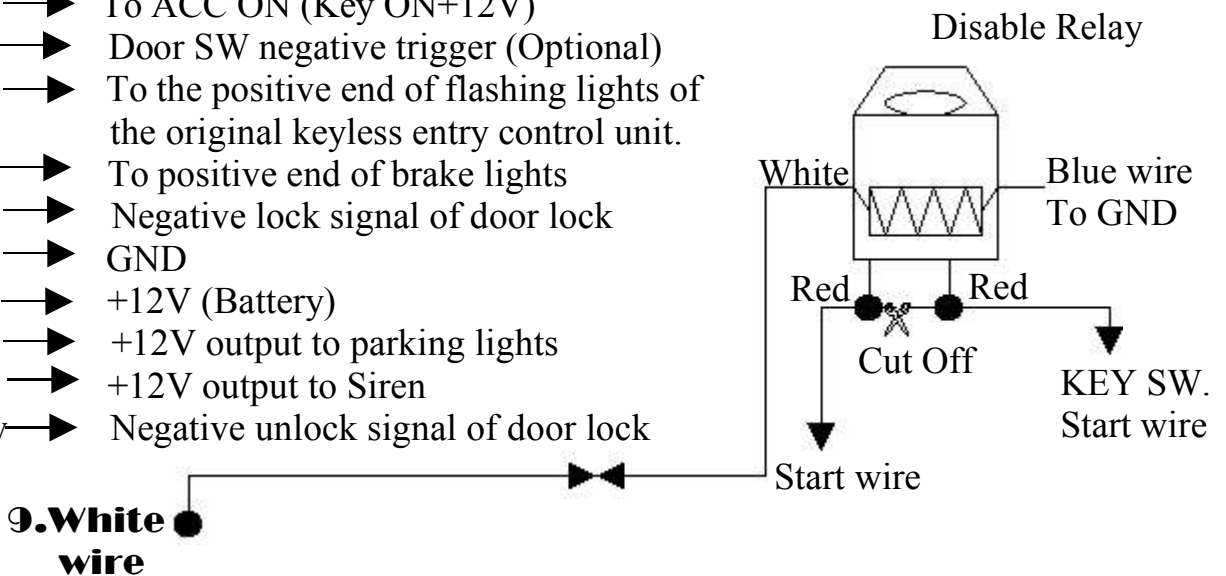 To ACC ON (Key ON+12V)
Door SW negative trigger (Optional)
To the positive end of flashing lights of
the original keyless entry control unit.
To positive end of brake lights
Negative lock signal of door lock
GND
+12V (Battery)
+12V output to parking lights
+12V output to Siren
Negative unlock signal of door lock
Disable Relay
White
Blue wire
To GND
Red
Red
Cut Off
KEY SW.
Start wire
Start wire
9.White
wire